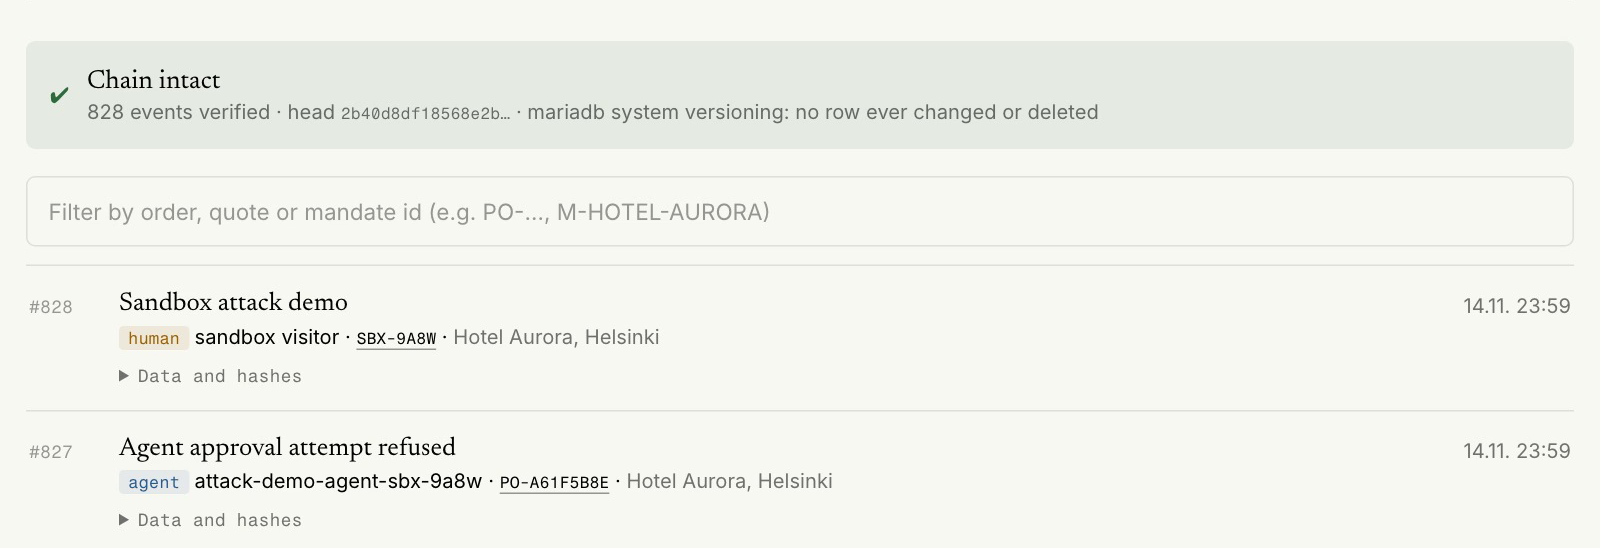 ✔ Chain intact
828 events verified · head 2b40d8df18568e2b… · mariadb system versioning: no row ever changed or deleted
Filter by order, quote or mandate id (e.g. PO-..., M-HOTEL-AURORA)
#828 Sandbox attack demo 14.11. 23:59
human sandbox visitor · SBX-9A8W · Hotel Aurora, Helsinki
▶ Data and hashes
#827 Agent approval attempt refused 14.11. 23:59
agent attack-demo-agent-sbx-9a8w · PO-A61F5B8E · Hotel Aurora, Helsinki
▶ Data and hashes